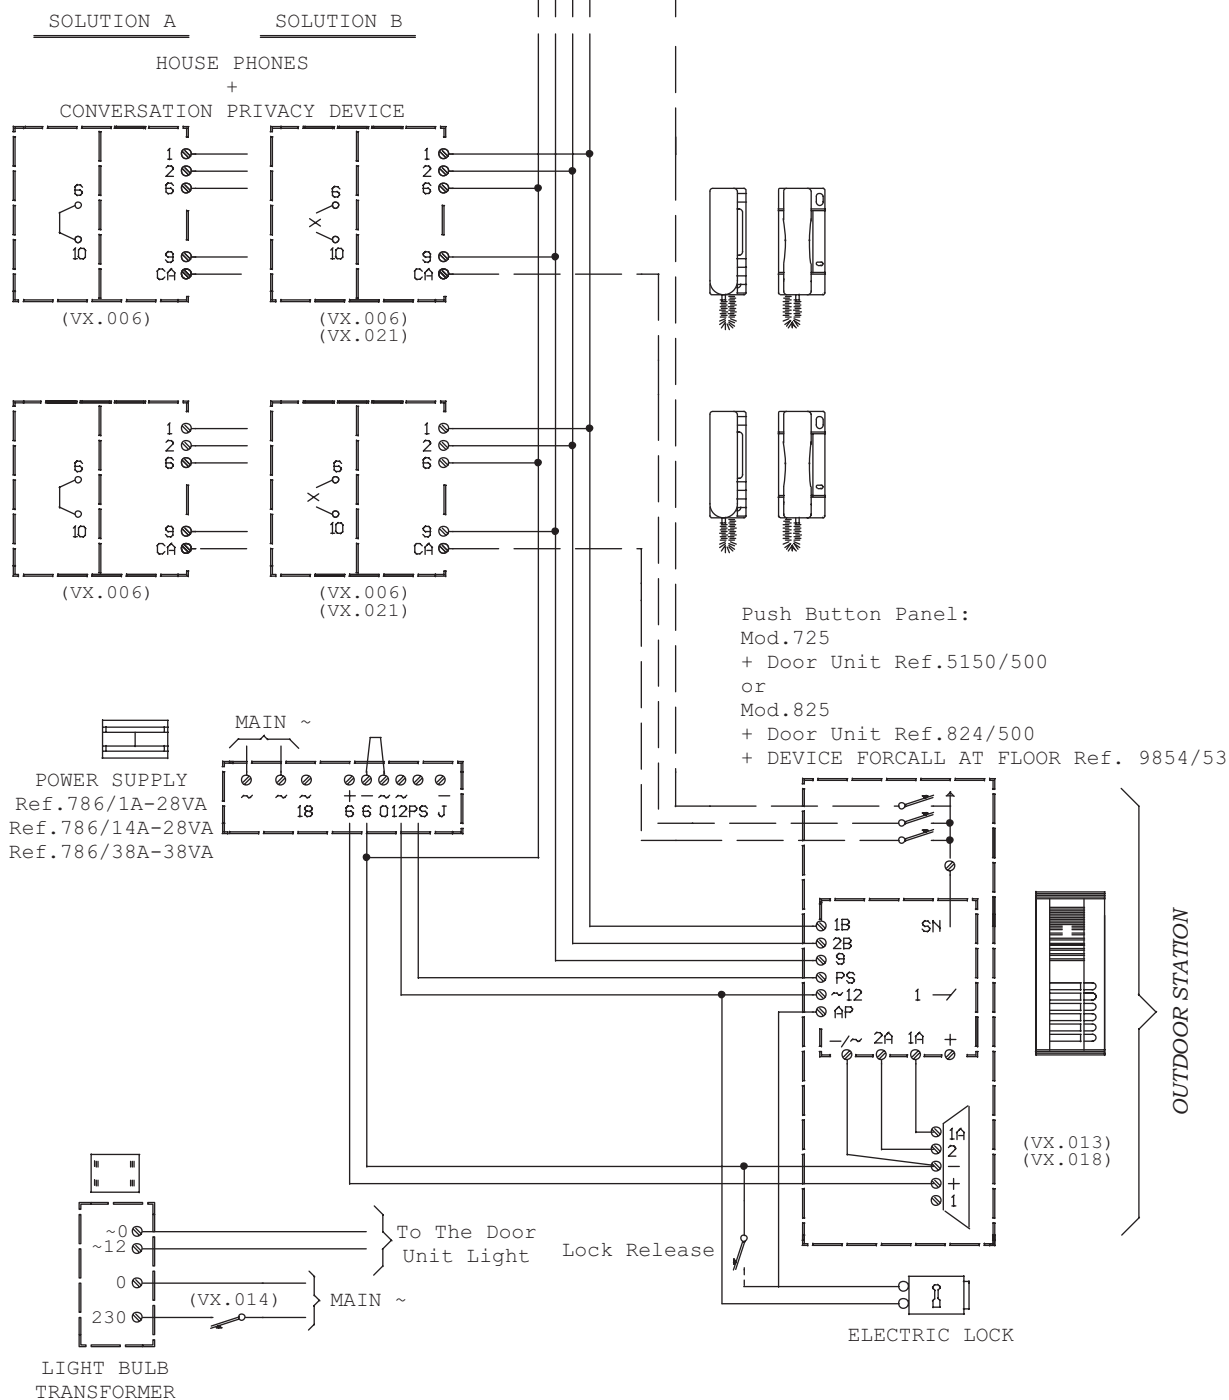 SOLUTION A
SOLUTION B
HOUSE PHONES
+
CONVERSATION PRIVACY DEVICE
1
2
6
6
10
9
CA
(VX.006)
1
2
6
6
X
10
9
CA
(VX.006)
(VX.021)
1
2
6
6
10
9
CA
(VX.006)
1
2
6
6
X
10
9
CA
(VX.006)
(VX.021)
Push Button Panel:
Mod.725
+ Door Unit Ref.5150/500
or
Mod.825
+ Door Unit Ref.824/500
+ DEVICE FORCALL AT FLOOR Ref. 9854/53
MAIN ~
~ ~ ~ + − ~ ~ −
18 6 6 0 12 PS J
POWER SUPPLY
Ref.786/1A-28VA
Ref.786/14A-28VA
Ref.786/38A-38VA
1B
SN
2B
9
PS
~12
1
AP
−/~ 2A 1A +
1A
2
−
+
1
(VX.013)
(VX.018)
OUTDOOR STATION
~0
~12
0
230
To The Door
Unit Light
(VX.014)
MAIN ~
LIGHT BULB
TRANSFORMER
Lock Release
ELECTRIC LOCK